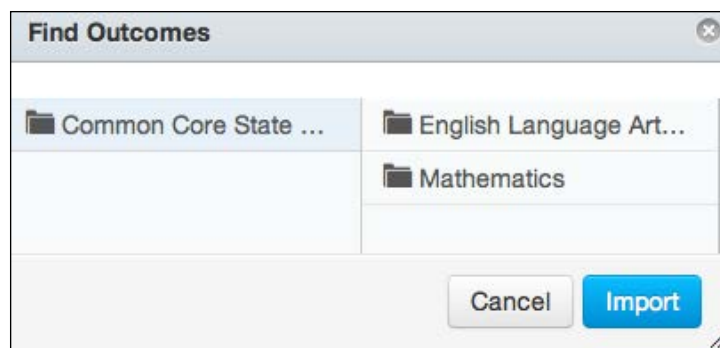 Find Outcomes
Common Core State ...
English Language Art...
Mathematics
Cancel
Import